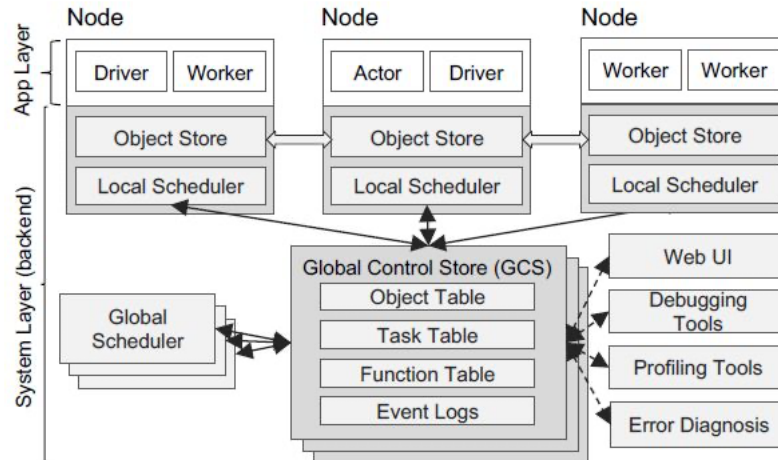 Node
Node
Node
App Layer
Driver
Worker
Actor
Driver
Worker
Worker
System Layer (backend)
Object Store
Object Store
Object Store
Local Scheduler
Local Scheduler
Local Scheduler
Global Control Store (GCS)
Object Table
Task Table
Function Table
Event Logs
Global
Scheduler
Web UI
Debugging
Tools
Profiling Tools
Error Diagnosis